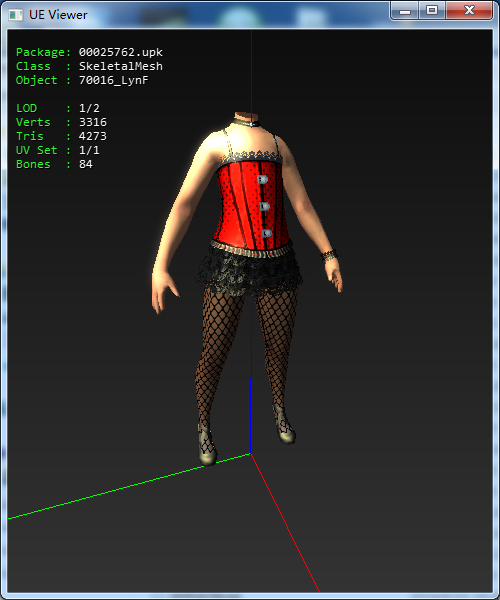 UE Viewer
Package: 00025762.upk
Class : SkeletalMesh
Object : 70016_LynF
LOD : 1/2
Verts : 3316
Tris : 4273
UV Set : 1/1
Bones : 84